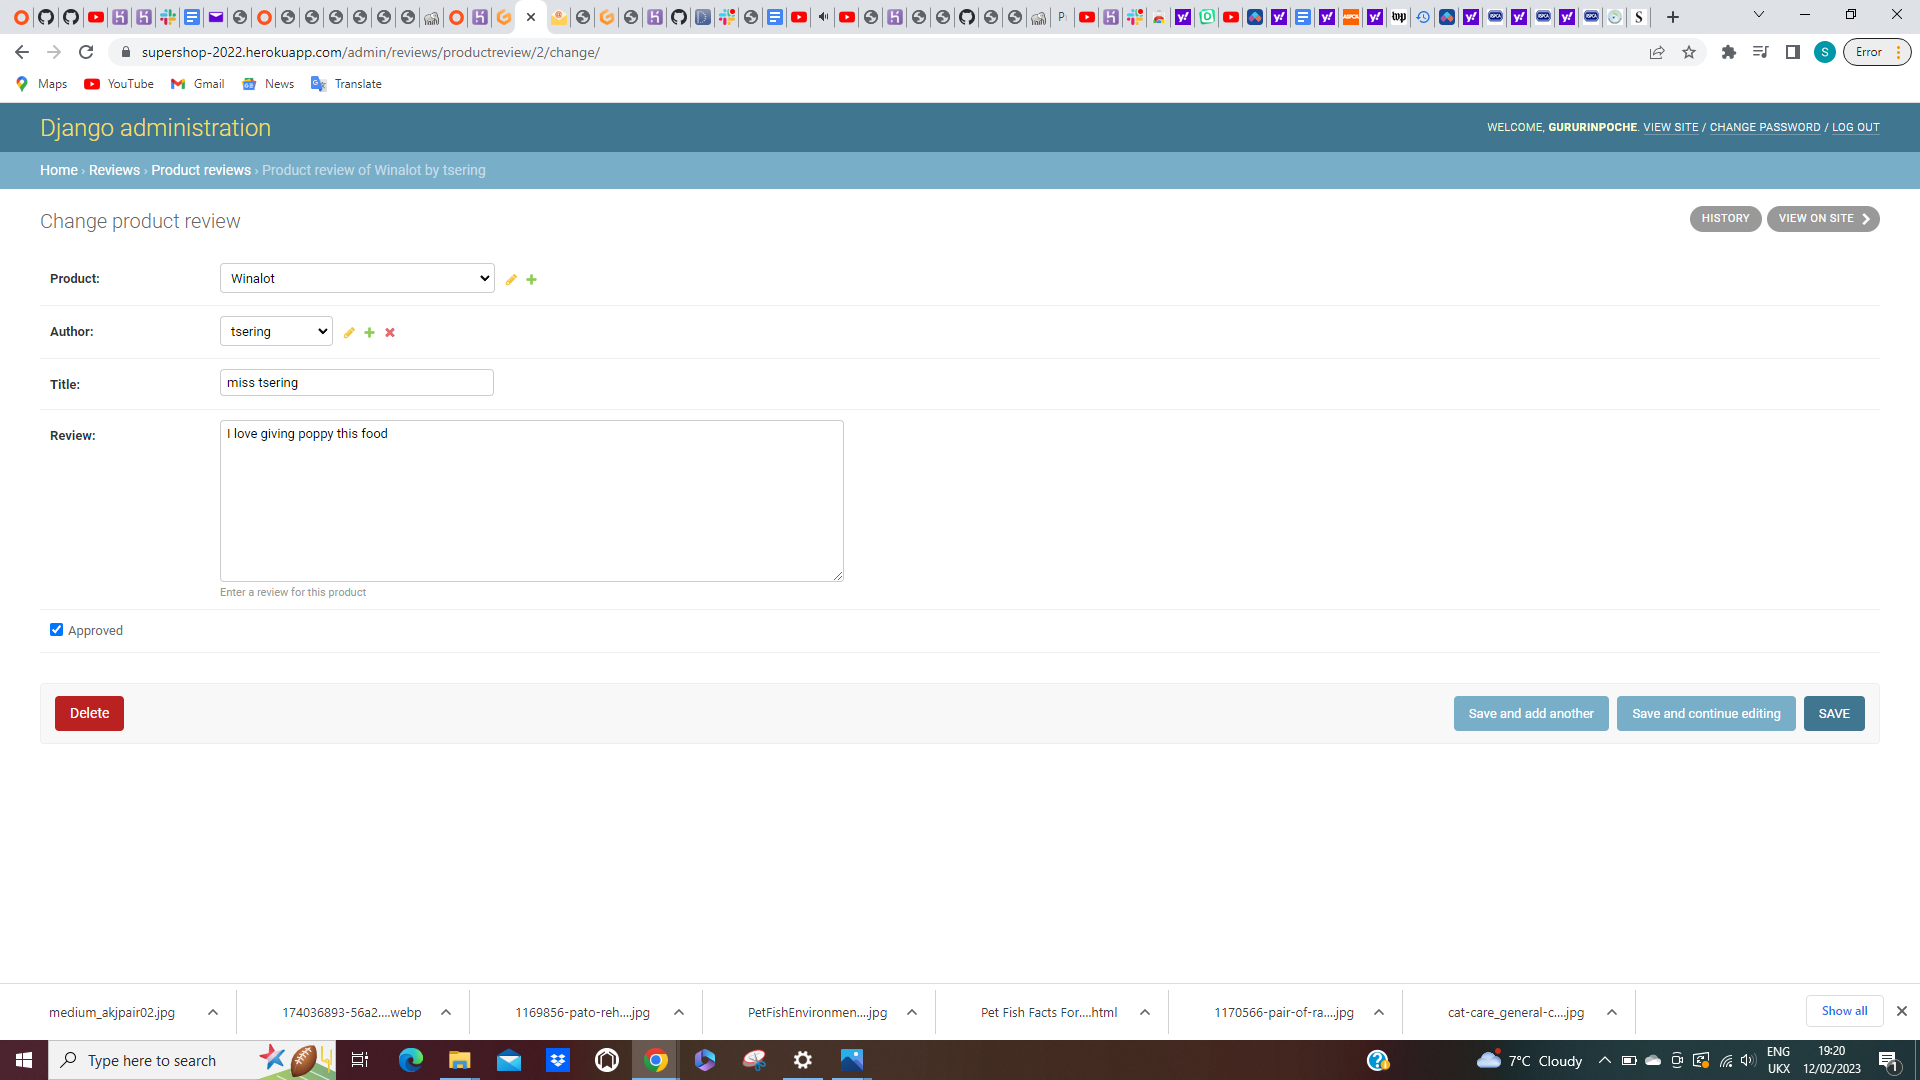 supershop-2022.herokuapp.com/admin/reviews/productreview/2/change/
S
Error
Maps
YouTube
Gmail
News
Translate
Django administration
WELCOME, GURURINPOCHE. VIEW SITE / CHANGE PASSWORD / LOG OUT
Home › Reviews › Product reviews › Product review of Winalot by tsering
Change product review
HISTORY
VIEW ON SITE
Product:
Winalot
Author:
tsering
Title:
miss tsering
Review:
I love giving poppy this food
Enter a review for this product
Approved
Delete
Save and add another
Save and continue editing
SAVE
medium_akjpair02.jpg
174036893-56a2....webp
1169856-pato-reh....jpg
PetFishEnvironmen....jpg
Pet Fish Facts For....html
1170566-pair-of-ra....jpg
cat-care_general-c....jpg
Show all
Type here to search
7°C Cloudy
ENG
UKX
19:20
12/02/2023
1